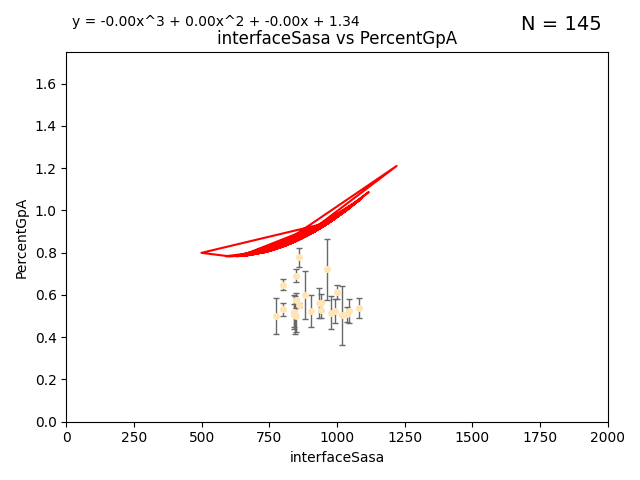 y = -0.00x^3 + 0.00x^2 + -0.00x + 1.34
N = 145
interfaceSasa vs PercentGpA
PercentGpA
1.6
1.4
1.2
1.0
0.8
0.6
0.4
0.2
0.0
0 250 500 750 1000 1250 1500 1750 2000
interfaceSasa